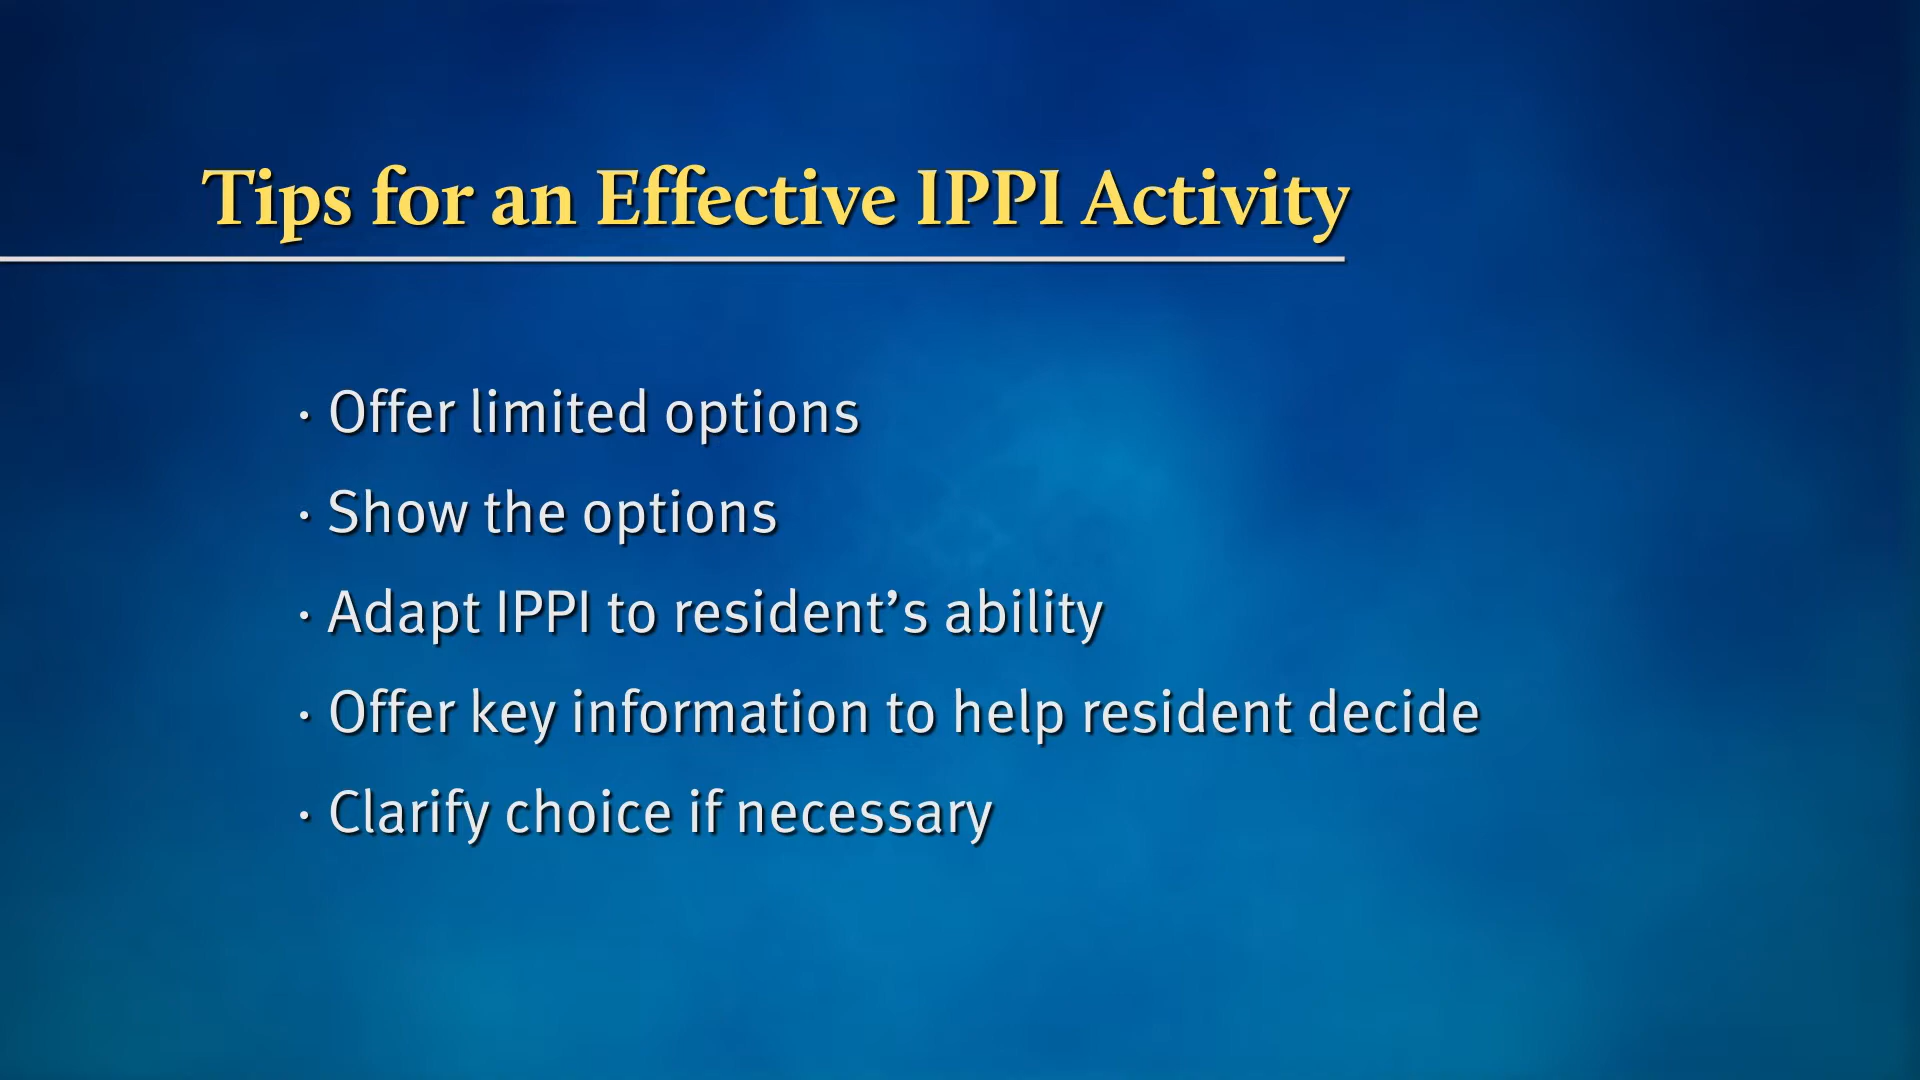 Tips for an Effective IPPI Activity
· Offer limited options
· Show the options
· Adapt IPPI to resident’s ability
· Offer key information to help resident decide
· Clarify choice if necessary